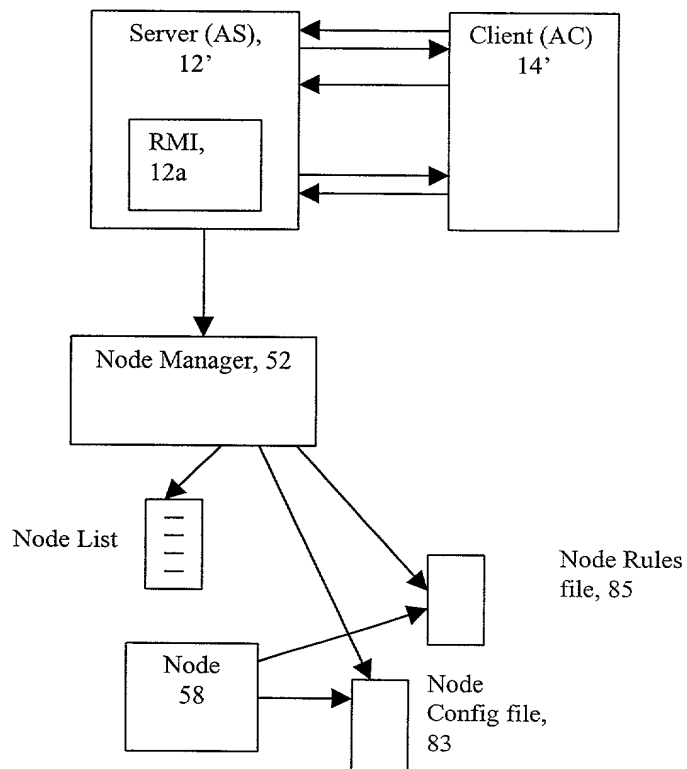 Server (AS),
12’
Client (AC)
14’
RMI,
12a
Node Manager, 52
Node List
Node Rules
file, 85
Node
58
Node
Config file,
83